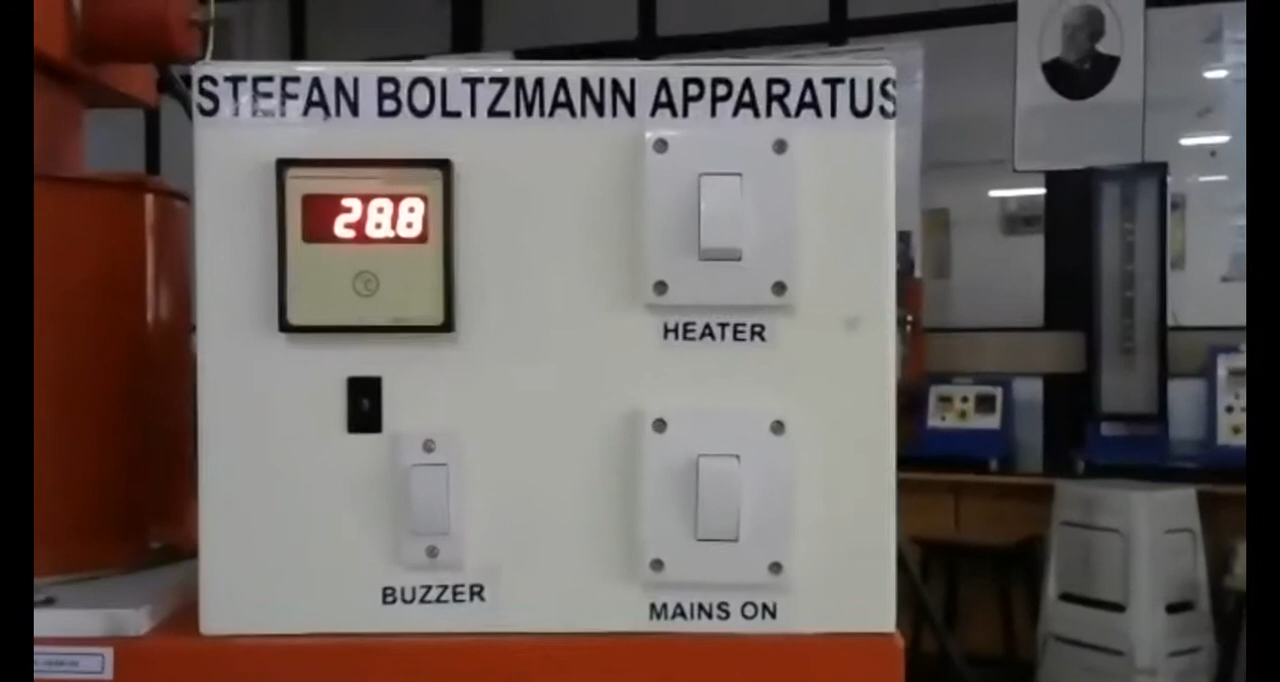 STEFAN BOLTZMANN APPARATUS
28.8
°C
HEATER
BUZZER
MAINS ON